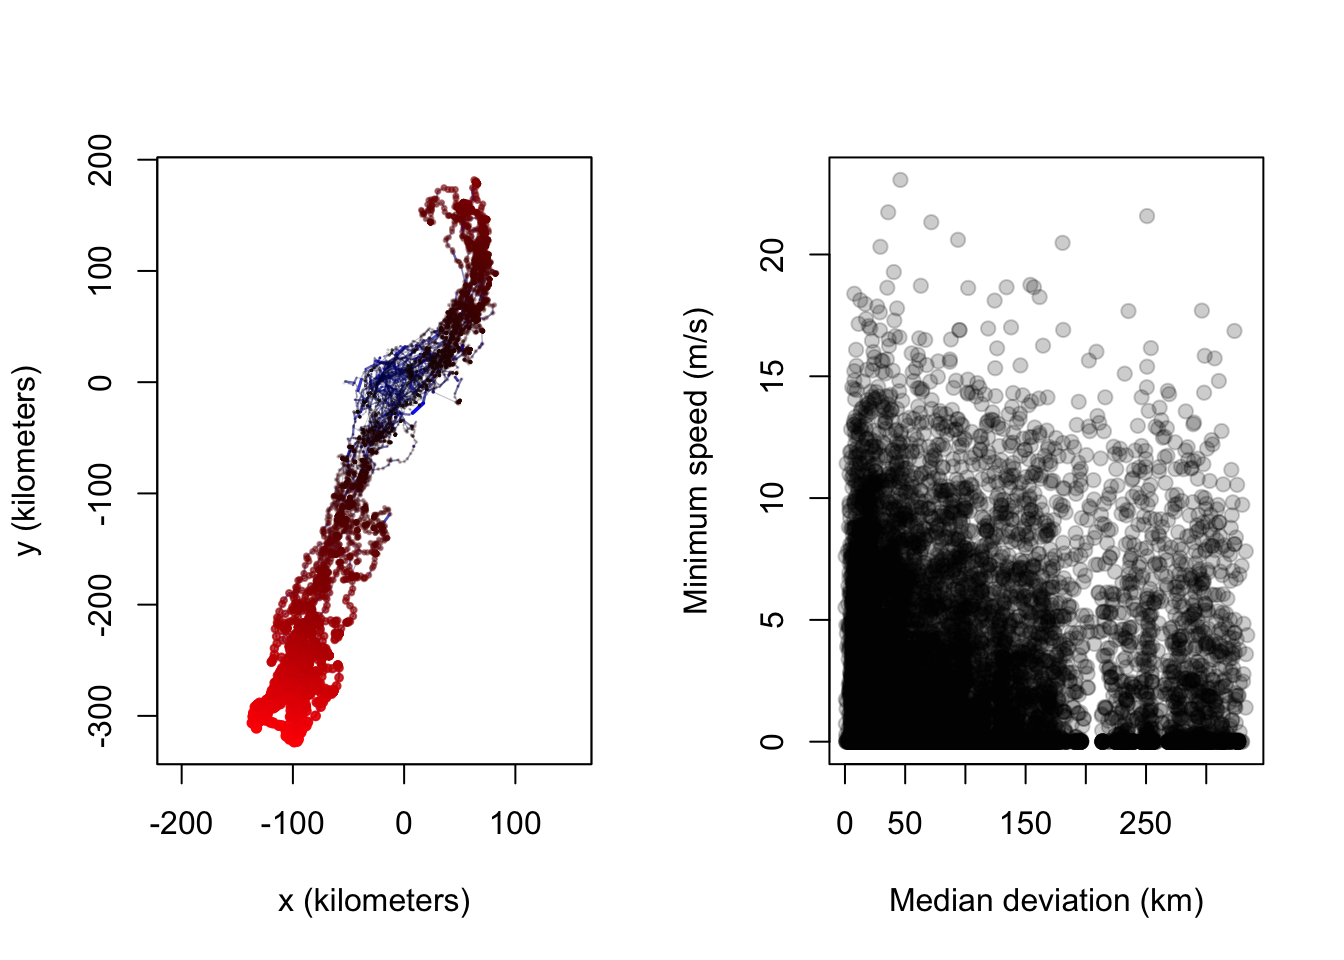 y (kilometers)
200
100
0
-100
-200
-300
-200 -100 0 100
x (kilometers)
Minimum speed (m/s)
20
15
10
5
0
0 50 150 250
Median deviation (km)